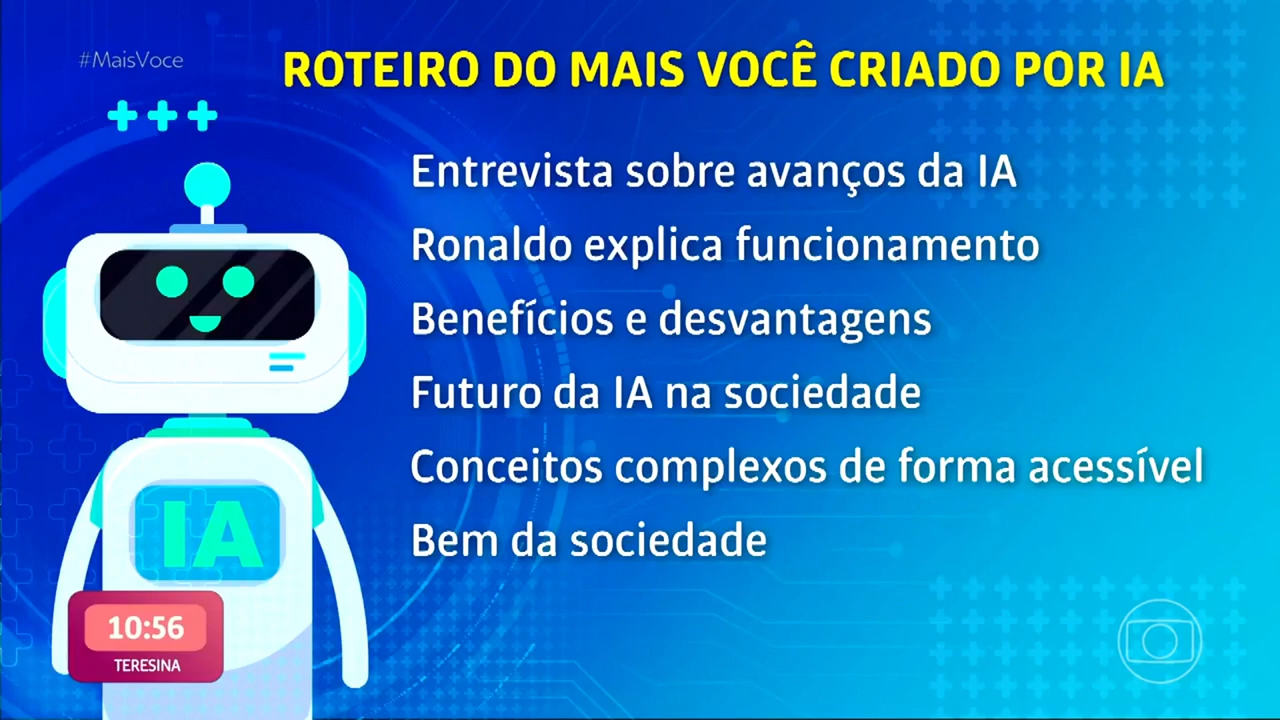 #MaisVoce
ROTEIRO DO MAIS VOCÊ CRIADO POR IA
Entrevista sobre avanços da IA
Ronaldo explica funcionamento
Benefícios e desvantagens
Futuro da IA na sociedade
Conceitos complexos de forma acessível
Bem da sociedade
IA
10:56
TERESINA